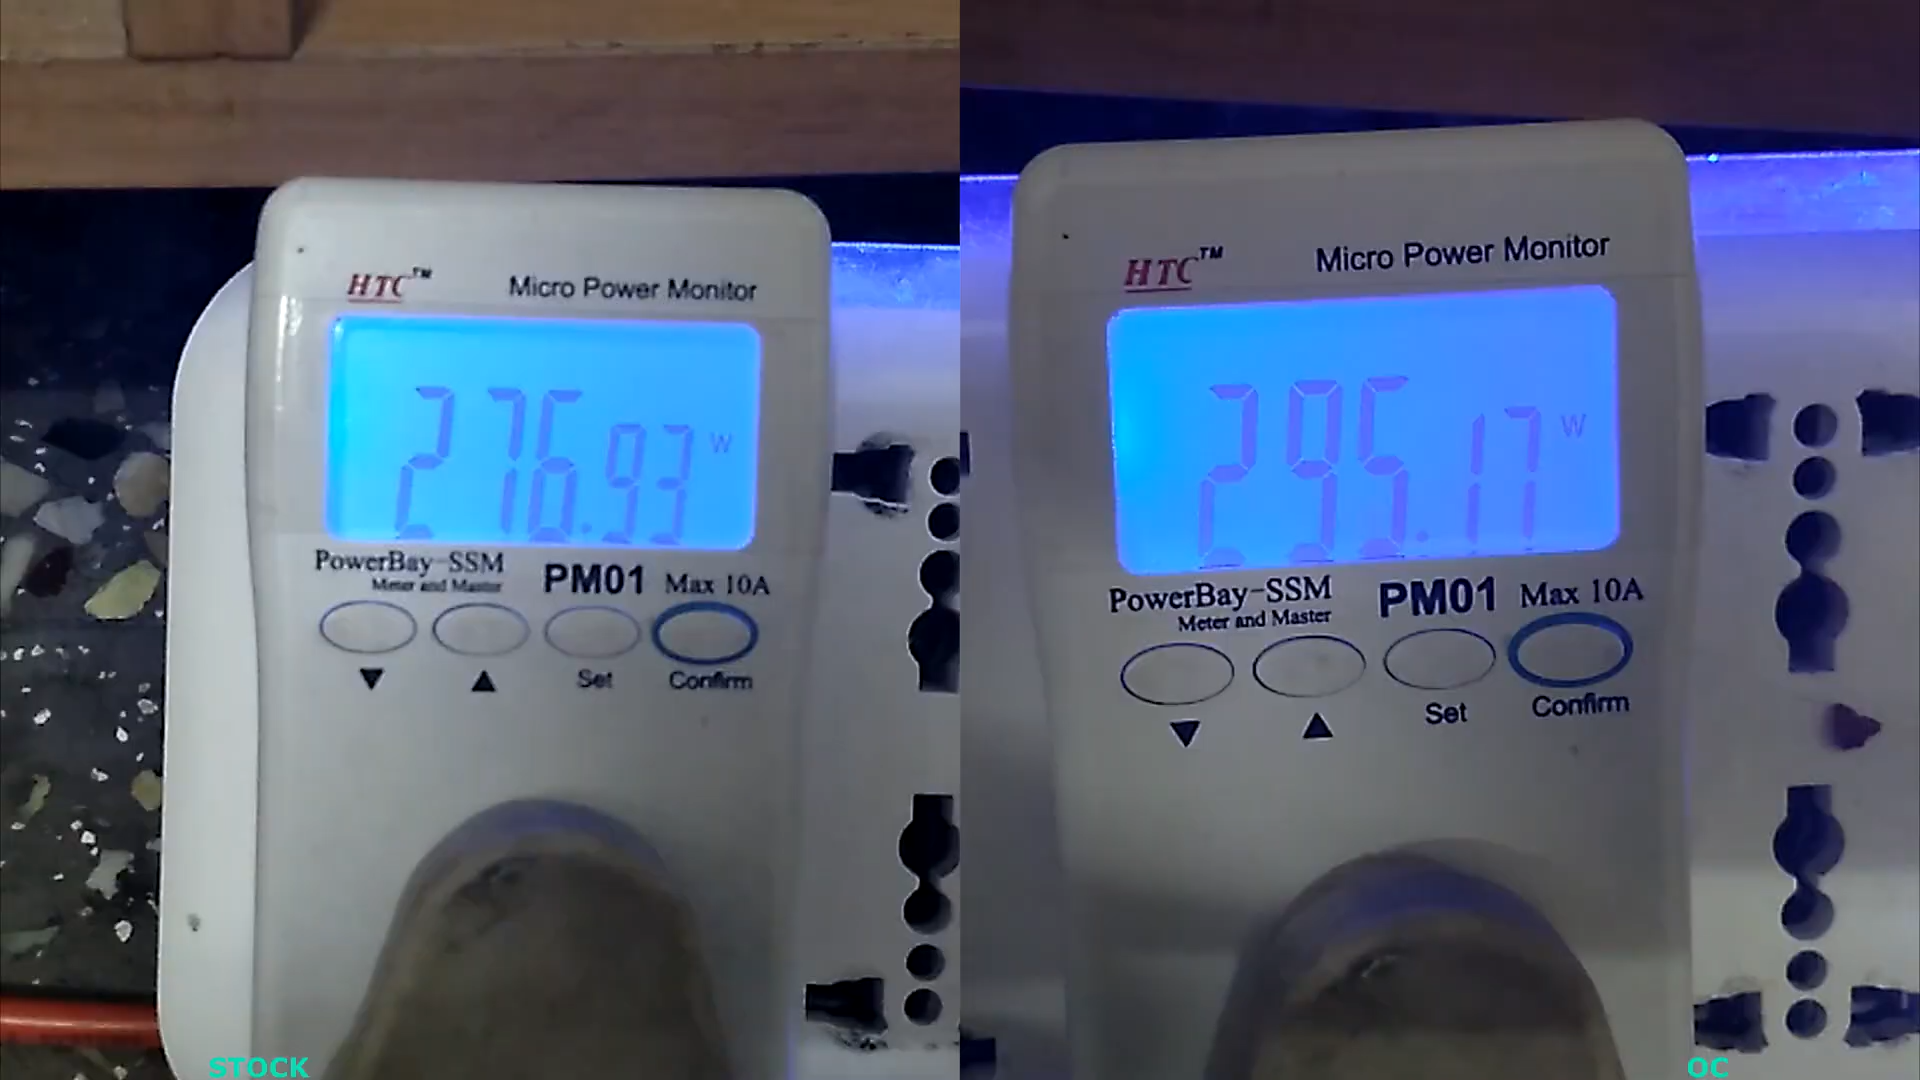 HTC™ Micro Power Monitor
276.93 W
PowerBay-SSM
Meter and Master
PM01 Max 10A
▼ ▲ Set Confirm
STOCK
HTC™ Micro Power Monitor
295.17 W
PowerBay-SSM
Meter and Master
PM01 Max 10A
▼ ▲ Set Confirm
OC